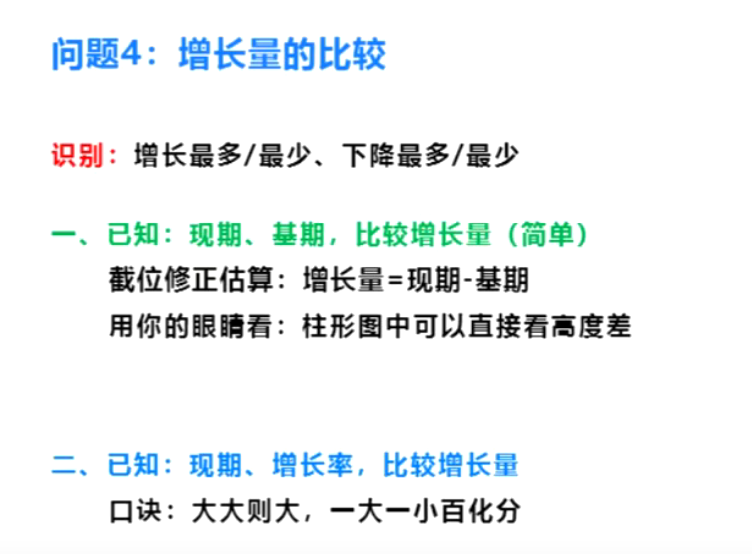 问题4：增长量的比较
识别：增长最多/最少、下降最多/最少
一、已知：现期、基期，比较增长量（简单）
截位修正估算：增长量=现期-基期
用你的眼睛看：柱形图中可以直接看高度差
二、已知：现期、增长率，比较增长量
口诀：大大则大，一大一小百化分